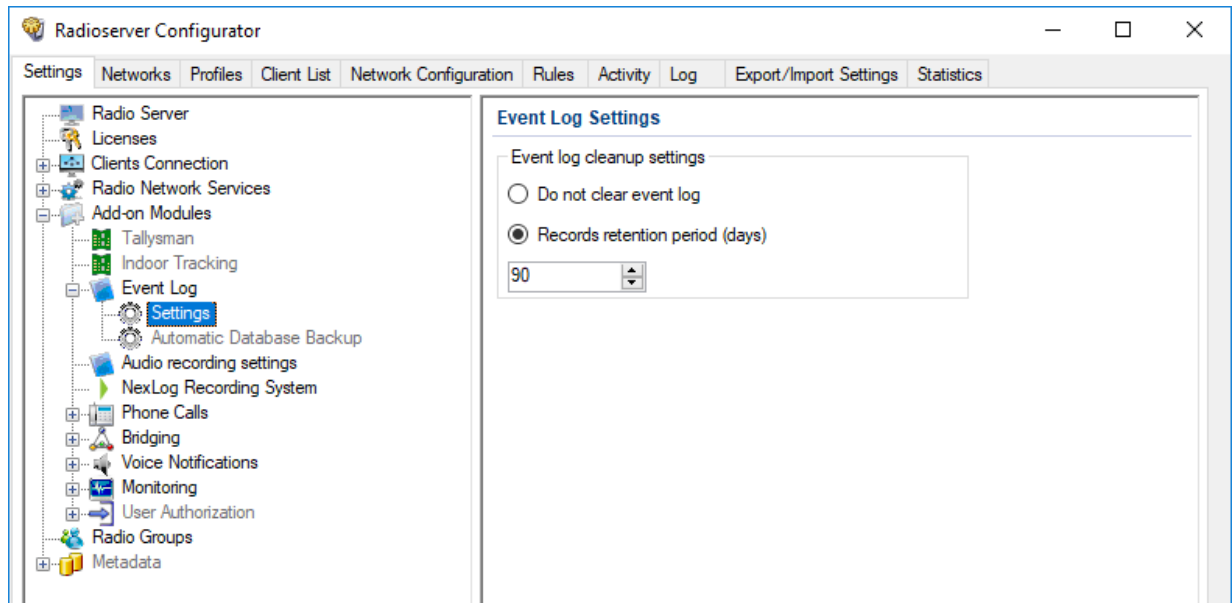 Radioserver Configurator
Settings Networks Profiles Client List Network Configuration Rules Activity Log Export/Import Settings Statistics
Radio Server
Licenses
Clients Connection
Radio Network Services
Add-on Modules
Tallysman
Indoor Tracking
Event Log
Settings
Automatic Database Backup
Audio recording settings
NexLog Recording System
Phone Calls
Bridging
Voice Notifications
Monitoring
User Authorization
Radio Groups
Metadata
Event Log Settings
Event log cleanup settings
Do not clear event log
Records retention period (days)
90